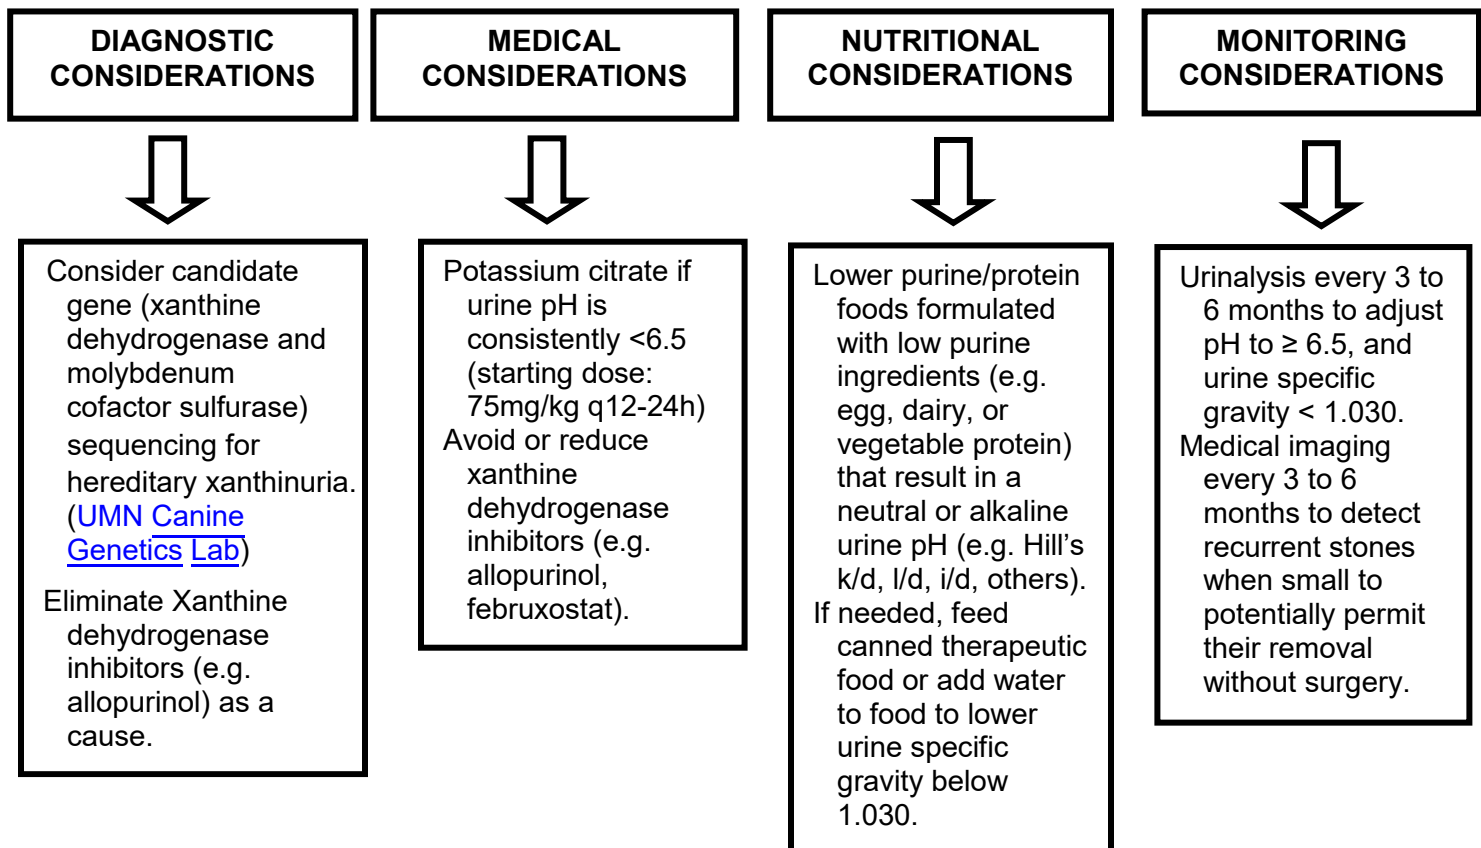 DIAGNOSTIC
CONSIDERATIONS
Consider candidate
gene (xanthine
dehydrogenase and
molybdenum
cofactor sulfurase)
sequencing for
hereditary xanthinuria.
(UMN Canine
Genetics Lab)
Eliminate Xanthine
dehydrogenase
inhibitors (e.g.
allopurinol) as a
cause.
MEDICAL
CONSIDERATIONS
Potassium citrate if
urine pH is
consistently <6.5
(starting dose:
75mg/kg q12-24h)
Avoid or reduce
xanthine
dehydrogenase
inhibitors (e.g.
allopurinol,
februxostat).
NUTRITIONAL
CONSIDERATIONS
Lower purine/protein
foods formulated
with low purine
ingredients (e.g.
egg, dairy, or
vegetable protein)
that result in a
neutral or alkaline
urine pH (e.g. Hill's
k/d, l/d, i/d, others).
If needed, feed
canned therapeutic
food or add water
to food to lower
urine specific
gravity below
1.030.
MONITORING
CONSIDERATIONS
Urinalysis every 3 to
6 months to adjust
pH to ≥ 6.5, and
urine specific
gravity < 1.030.
Medical imaging
every 3 to 6
months to detect
recurrent stones
when small to
potentially permit
their removal
without surgery.